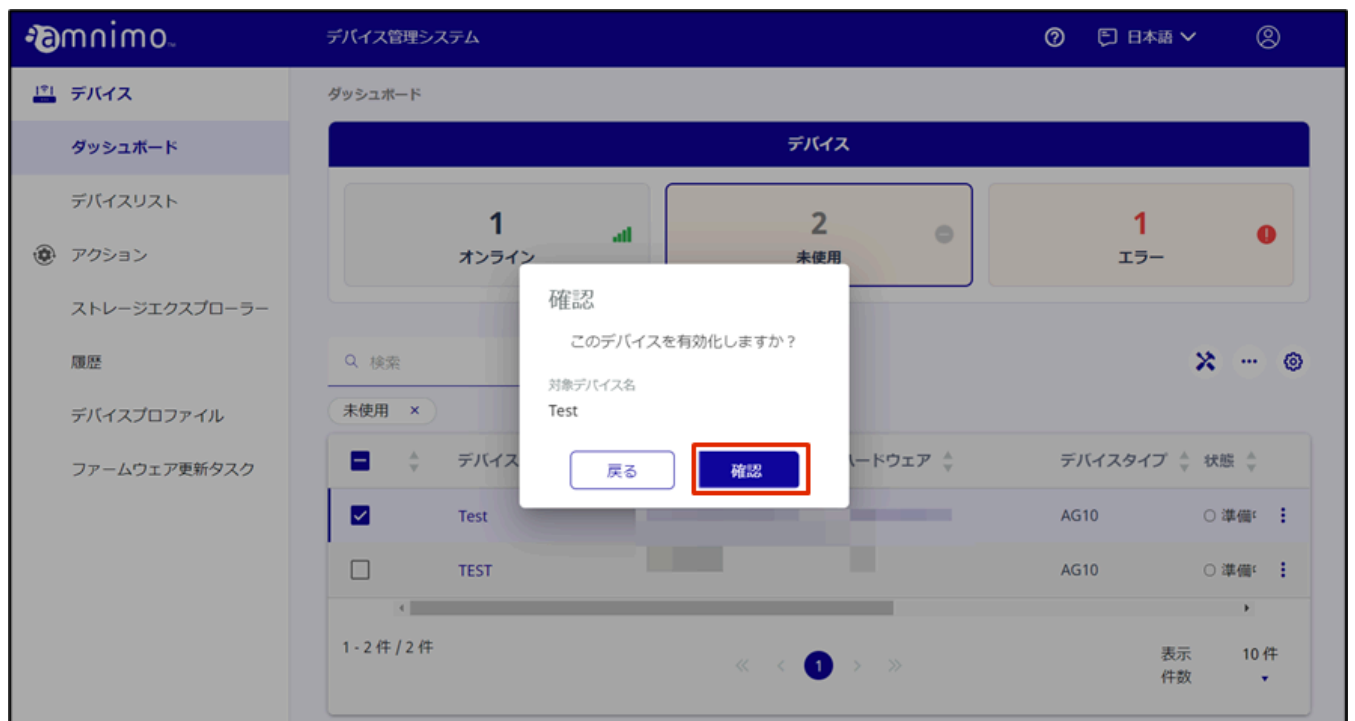 amnimo
デバイス管理システム
日本語
デバイス
ダッシュボード
デバイスリスト
アクション
ストレージエクスプローラー
履歴
デバイスプロファイル
ファームウェア更新タスク
ダッシュボード
デバイス
1
オンライン
2
未使用
1
エラー
検索
未使用 ×
確認
このデバイスを有効化しますか？
対象デバイス名
Test
戻る 確認
デバイス ードウェア デバイスタイプ 状態
Test AG10 準備
TEST AG10 準備
1 - 2 件 / 2 件
« ‹ 1 › »
表示
件数
10 件